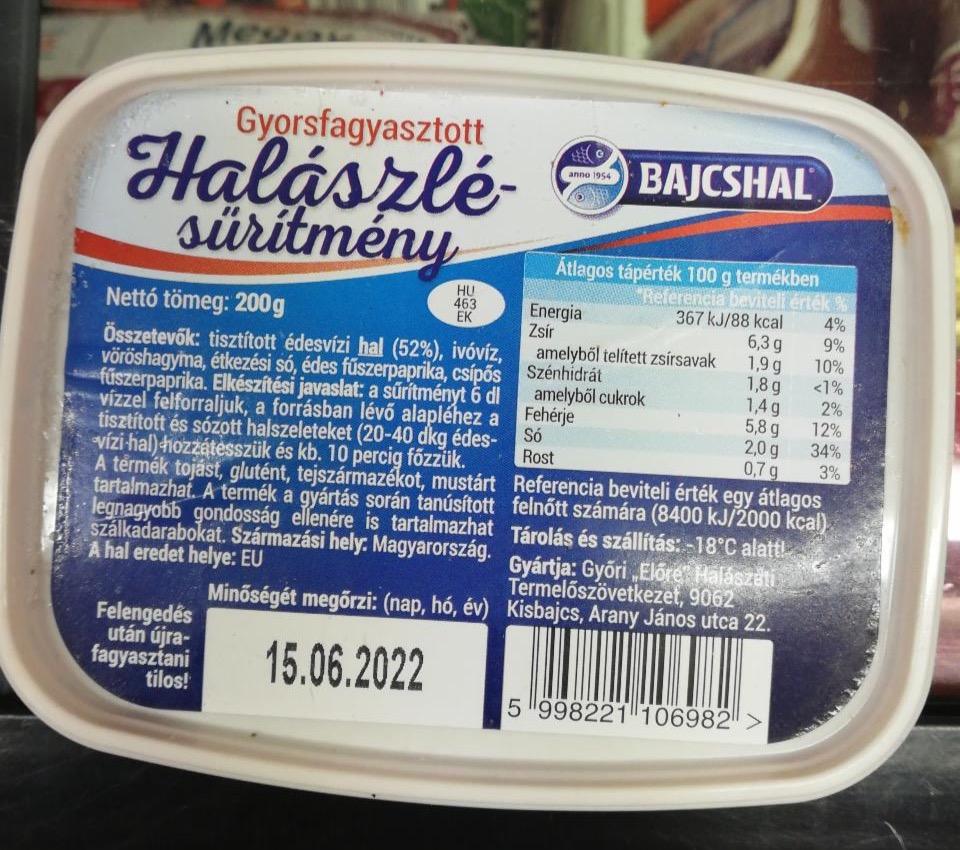 Gyorsfagyasztott
Halászlé-
sűrítmény
anno 1954
BAJCSHAL
Nettó tömeg: 200g
HU
463
EK
Összetevők: tisztított édesvízi hal (52%), ivóvíz,
vöröshagyma, étkezési só, édes fűszerpaprika, csípős
fűszerpaprika. Elkészítési javaslat: a sűrítményt 6 dl
vízzel felforraljuk, a forrásban lévő alapléhez a
tisztított és sózott halszeleteket (20-40 dkg édes-
vízi hal) hozzátesszük és kb. 10 percig főzzük.
A termék tojást, glutént, tejszármazékot, mustárt
tartalmazhat. A termék a gyártás során tanúsított
legnagyobb gondosság ellenére is tartalmazhat
szálkadarabokat. Származási hely: Magyarország.
A hal eredet helye: EU
Átlagos tápérték 100 g termékben
*Referencia beviteli érték %
Energia 367 kJ/88 kcal 4%
Zsír 6,3 g 9%
amelyből telített zsírsavak 1,9 g 10%
Szénhidrát 1,8 g <1%
amelyből cukrok 1,4 g 2%
Fehérje 5,8 g 12%
Só 2,0 g 34%
Rost 0,7 g 3%
Referencia beviteli érték egy átlagos
felnőtt számára (8400 kJ/2000 kcal)
Tárolás és szállítás: -18°C alatt!
Gyártja: Győri „Előre” Halászati
Termelőszövetkezet, 9062
Kisbajcs, Arany János utca 22.
Minőségét megőrzi: (nap, hó, év)
15.06.2022
Felengedés
után újra-
fagyasztani
tilos!
5 998221 106982 >